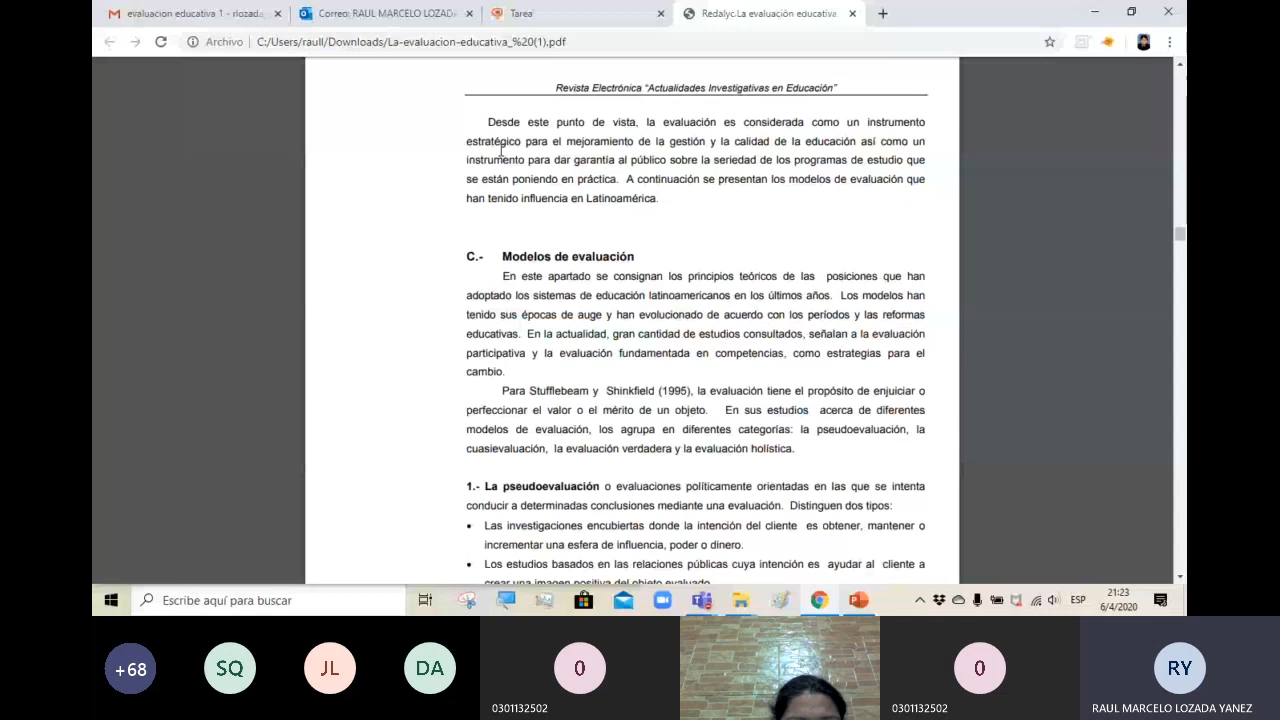 evaluacion educativa 1 - rlozada
Correo: RAUL MARCELO LOZADA
Tarea
Redalyc.La evaluación educativa
Archivo
C:/Users/raull/Downloads/La-evaluacion-educativa_%20(1).pdf
Revista Electrónica “Actualidades Investigativas en Educación”
Desde este punto de vista, la evaluación es considerada como un instrumento
estratégico para el mejoramiento de la gestión y la calidad de la educación así como un
instrumento para dar garantía al público sobre la seriedad de los programas de estudio que
se están poniendo en práctica. A continuación se presentan los modelos de evaluación que
han tenido influencia en Latinoamérica.
C.- Modelos de evaluación
En este apartado se consignan los principios teóricos de las posiciones que han
adoptado los sistemas de educación latinoamericanos en los últimos años. Los modelos han
tenido sus épocas de auge y han evolucionado de acuerdo con los períodos y las reformas
educativas. En la actualidad, gran cantidad de estudios consultados, señalan a la evaluación
participativa y la evaluación fundamentada en competencias, como estrategias para el
cambio.
Para Stufflebeam y Shinkfield (1995), la evaluación tiene el propósito de enjuiciar o
perfeccionar el valor o el mérito de un objeto. En sus estudios acerca de diferentes
modelos de evaluación, los agrupa en diferentes categorías: la pseudoevaluación, la
cuasievaluación, la evaluación verdadera y la evaluación holística.
1.- La pseudoevaluación o evaluaciones políticamente orientadas en las que se intenta
conducir a determinadas conclusiones mediante una evaluación. Distinguen dos tipos:
• Las investigaciones encubiertas donde la intención del cliente es obtener, mantener o
incrementar una esfera de influencia, poder o dinero.
• Los estudios basados en las relaciones públicas cuya intención es ayudar al cliente a
crear una imagen positiva del objeto evaluado.
Escribe aquí para buscar
ESP
21:23
6/4/2020
+68
SQ
JL
DA
0
0301132502
0
0301132502
RY
RAUL MARCELO LOZADA YANEZ